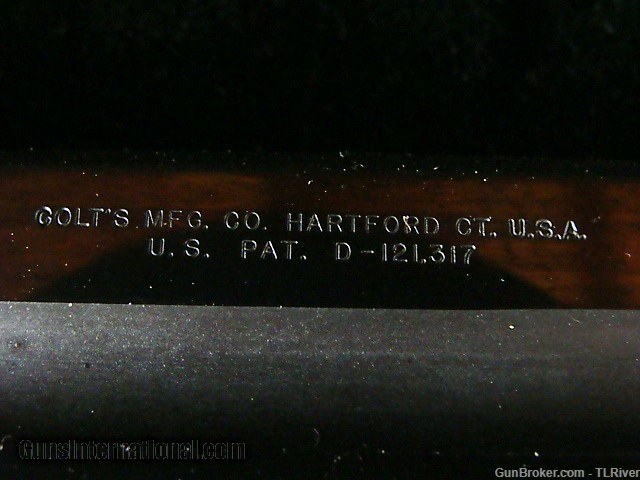 COLT'S MFG. CO. HARTFORD CT. U.S.A.
U.S. PAT. D-121,317
GunsInternational.com
GunBroker.com - TLRiver